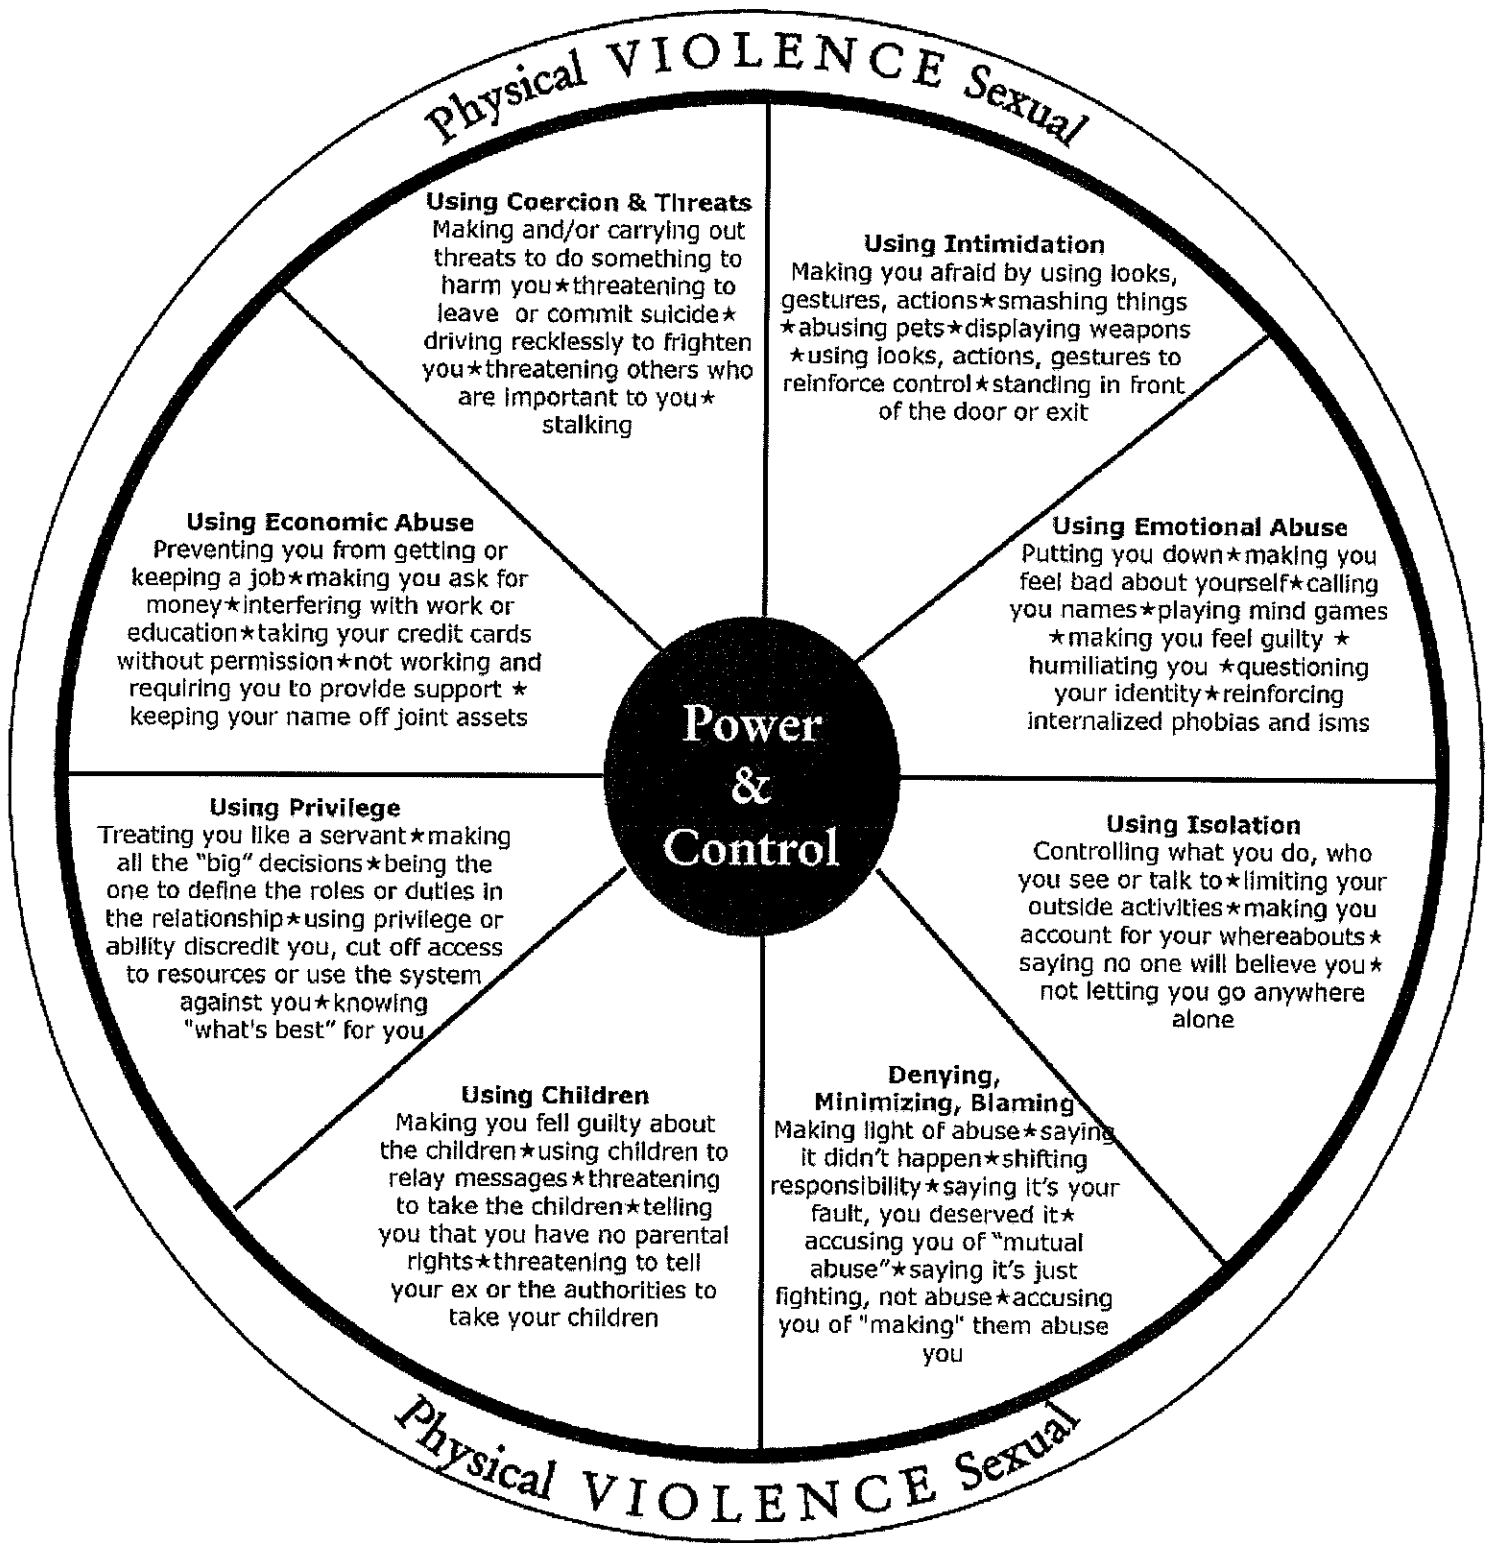 Physical VIOLENCE Sexual
Using Coercion & Threats
Making and/or carrying out
threats to do something to
harm you★threatening to
leave or commit suicide★
driving recklessly to frighten
you★threatening others who
are important to you★
stalking
Using Intimidation
Making you afraid by using looks,
gestures, actions★smashing things
★abusing pets★displaying weapons
★using looks, actions, gestures to
reinforce control★standing in front
of the door or exit
Using Economic Abuse
Preventing you from getting or
keeping a job★making you ask for
money★interfering with work or
education★taking your credit cards
without permission★not working and
requiring you to provide support ★
keeping your name off joint assets
Using Emotional Abuse
Putting you down★making you
feel bad about yourself★calling
you names★playing mind games
★making you feel guilty ★
humiliating you ★questioning
your identity★reinforcing
internalized phobias and isms
Power
&
Control
Using Privilege
Treating you like a servant★making
all the "big" decisions★being the
one to define the roles or duties in
the relationship★using privilege or
ability discredit you, cut off access
to resources or use the system
against you★knowing
"what's best" for you
Using Isolation
Controlling what you do, who
you see or talk to★limiting your
outside activities★making you
account for your whereabouts★
saying no one will believe you★
not letting you go anywhere
alone
Using Children
Making you fell guilty about
the children★using children to
relay messages★threatening
to take the children★telling
you that you have no parental
rights★threatening to tell
your ex or the authorities to
take your children
Denying,
Minimizing, Blaming
Making light of abuse★saying
it didn't happen★shifting
responsibility★saying it's your
fault, you deserved it★
accusing you of "mutual
abuse"★saying it's just
fighting, not abuse★accusing
you of "making" them abuse
you
Physical VIOLENCE Sexual